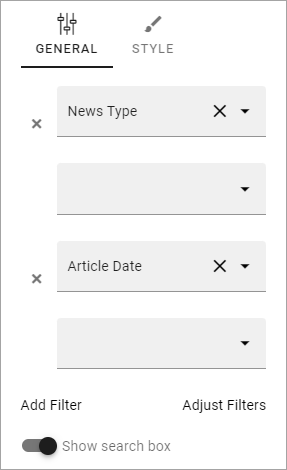 GENERAL STYLE
News Type
Article Date
Add Filter Adjust Filters
Show search box